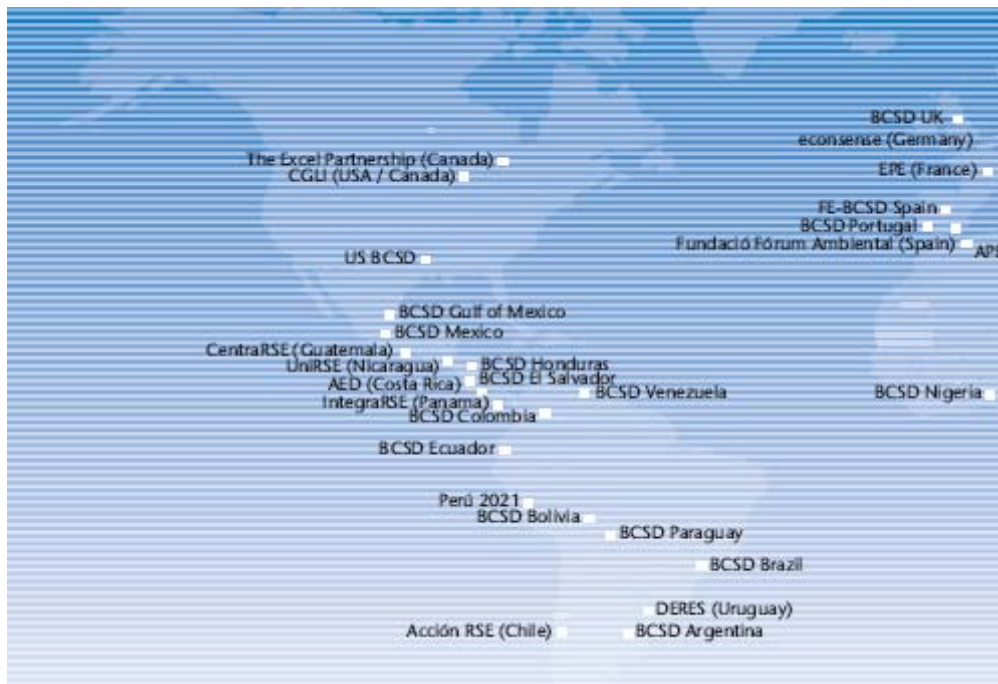 BCSD UK
econsense (Germany)
The Excel Partnership (Canada)
EPE (France)
CGLI (USA / Canada)
FE-BCSD Spain
BCSD Portugal
Fundació Fórum Ambiental (Spain)
US BCSD
BCSD Gulf of Mexico
BCSD Mexico
CentraRSE (Guatemala)
UniRSE (Nicaragua)
BCSD Honduras
AED (Costa Rica)
BCSD El Salvador
BCSD Venezuela
BCSD Nigeria
IntegraRSE (Panama)
BCSD Colombia
BCSD Ecuador
Perú 2021
BCSD Bolivia
BCSD Paraguay
BCSD Brazil
DERES (Uruguay)
Acción RSE (Chile)
BCSD Argentina